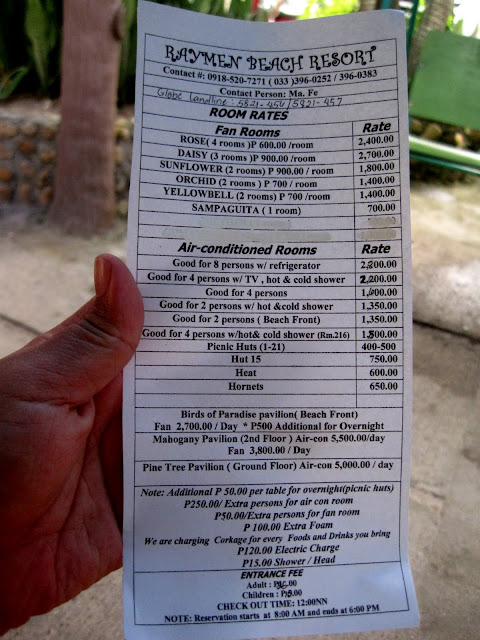 RAYMEN BEACH RESORT
Contact #: 0918-520-7271 ( 033 )396-0252 / 396-0383
Contact Person: Ma. Fe
Globe Landline : 5821-456 / 5821-457
ROOM RATES
Fan Rooms Rate
ROSE( 4 rooms )P 600.00 /room 2,400.00
DAISY (3 rooms )P 900.00 /room 2,700.00
SUNFLOWER (2 rooms) P 900.00 / room 1,800.00
ORCHID (2 rooms ) P 700 / room 1,400.00
YELLOWBELL (2 rooms) P 700 /room 1,400.00
SAMPAGUITA ( 1 room) 700.00
Air-conditioned Rooms Rate
Good for 8 persons w/ refrigerator
Good for 4 persons w/ TV , hot & cold shower 2,200.00
Good for 4 persons
Good for 2 persons w/ hot &cold shower 1,350.00
Good for 2 persons ( Beach Front) 1,350.00
Good for 4 persons w/hot& cold shower (Rm.216)
Picnic Huts (1-21) 400-500
Hut 15 750.00
Heat 600.00
Hornets 650.00
Birds of Paradise pavilion( Beach Front)
Fan 2,700.00 / Day * P500 Additional for Overnight
Mahogany Pavilion (2nd Floor ) Air-con 5,500.00/day
Fan 3,800.00 / Day
Pine Tree Pavilion ( Ground Floor) Air-con 5,000.00 / day
Note: Additional P 50.00 per table for overnight(picnic huts)
P250.00/ Extra persons for air con room
P50.00/Extra persons for fan room
P 100.00 Extra Foam
We are charging Corkage for every Foods and Drinks you bring
P120.00 Electric Charge
P15.00 Shower / Head
ENTRANCE FEE
Adult :
Children :
CHECK OUT TIME: 12:00NN
NOTE: Reservation starts at 8:00 AM and ends at 6:00 PM